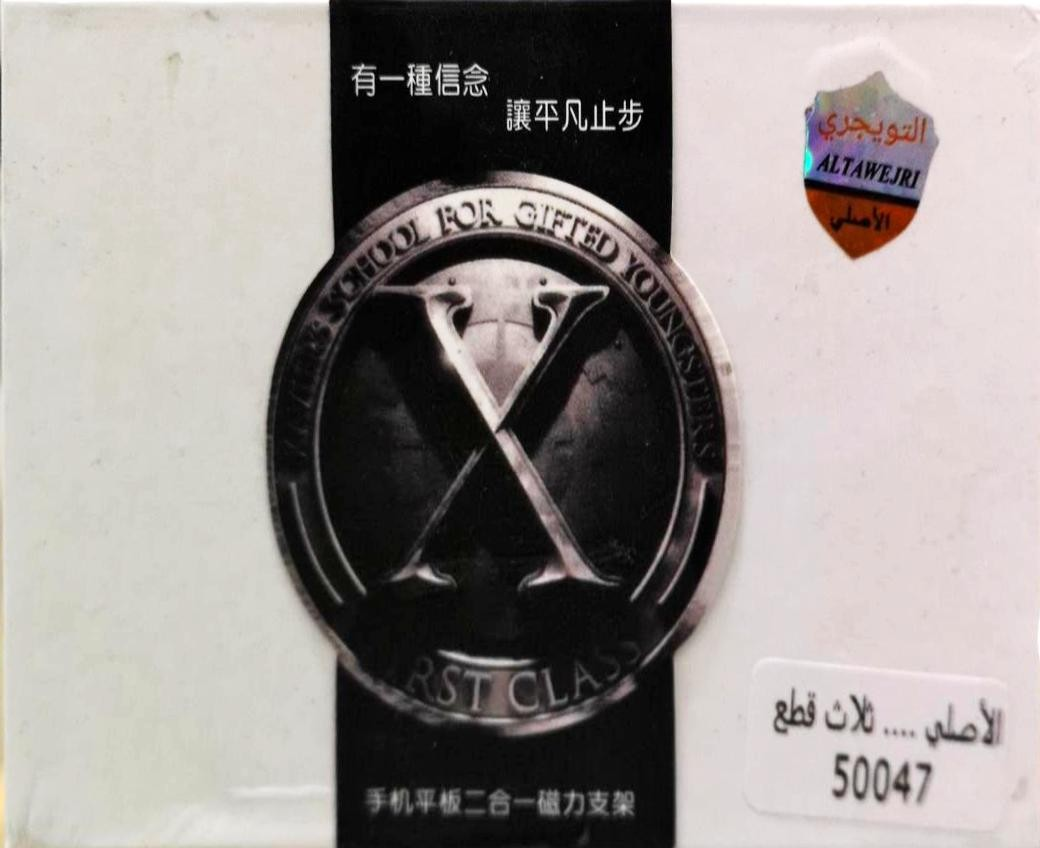 有一種信念
讓平凡止步
التويجري
ALTAWEJRI
الأصلي
SCHOOL FOR GIFTED YOUNGSTERS
CLASS
الأصلي .... ثلاث قطع
50047
手机平板二合一磁力支架